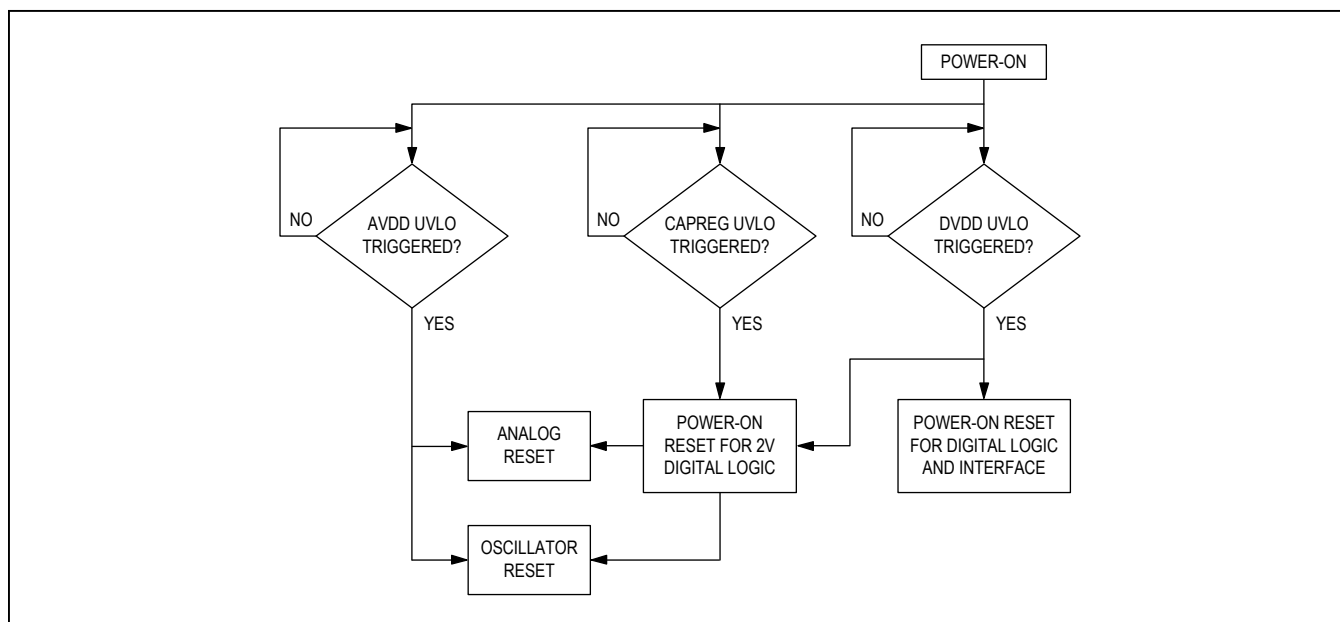 POWER-ON
NO
AVDD UVLO
TRIGGERED?
YES
NO
CAPREG UVLO
TRIGGERED?
YES
NO
DVDD UVLO
TRIGGERED?
YES
ANALOG
RESET
POWER-ON
RESET FOR 2V
DIGITAL LOGIC
POWER-ON RESET
FOR DIGITAL LOGIC
AND INTERFACE
OSCILLATOR
RESET